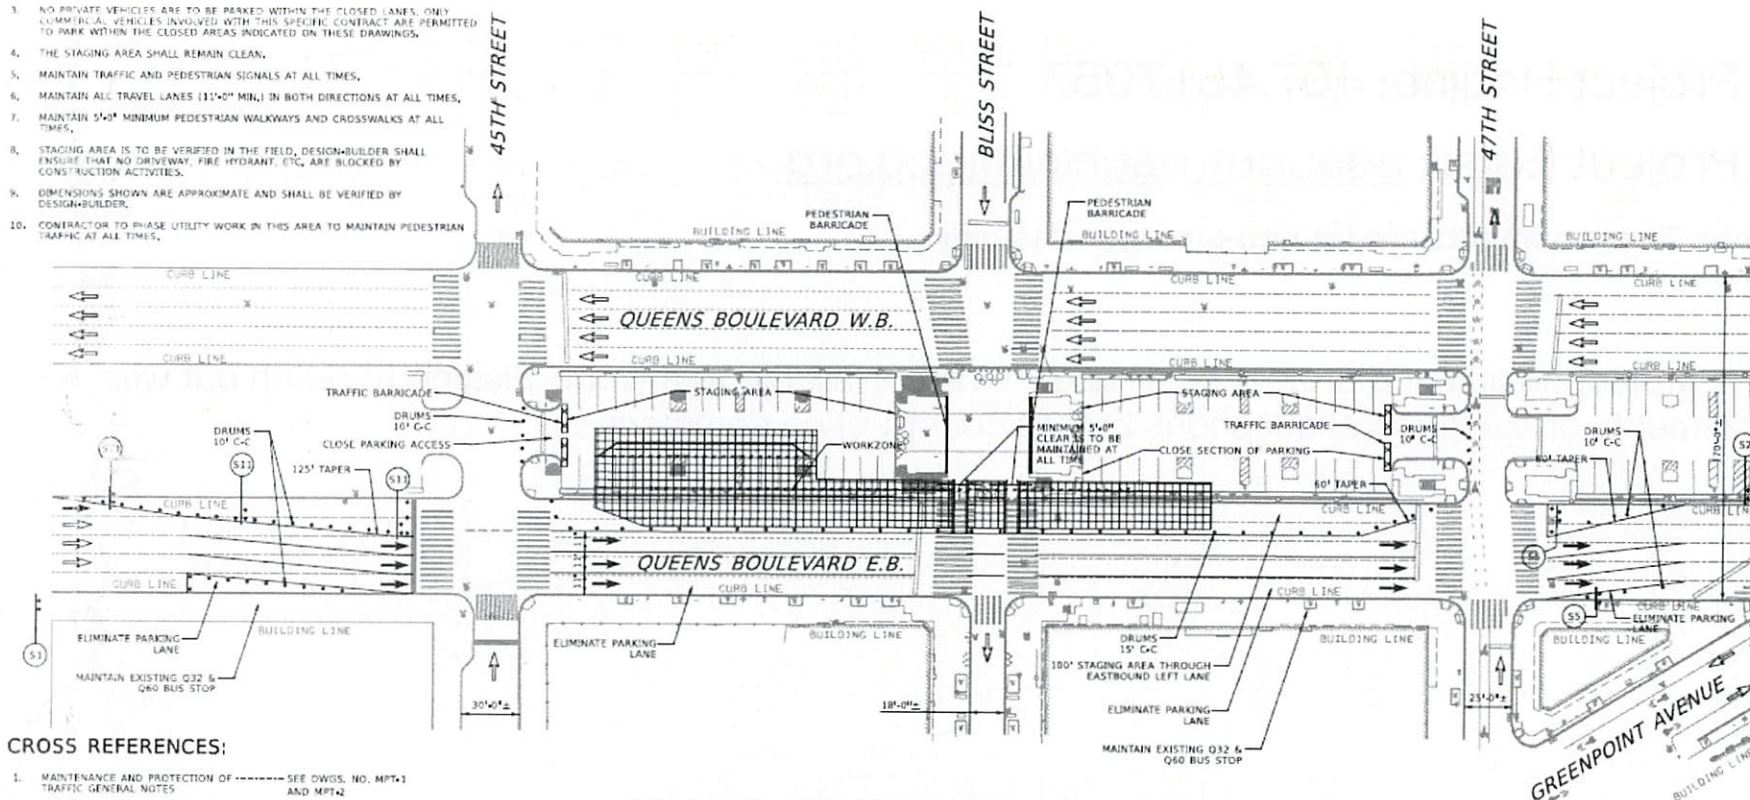 3. NO PRIVATE VEHICLES ARE TO BE PARKED WITHIN THE CLOSED LANES. ONLY
COMMERCIAL VEHICLES INVOLVED WITH THIS SPECIFIC CONTRACT ARE PERMITTED
TO PARK WITHIN THE CLOSED AREAS INDICATED ON THESE DRAWINGS.
4. THE STAGING AREA SHALL REMAIN CLEAN.
5. MAINTAIN TRAFFIC AND PEDESTRIAN SIGNALS AT ALL TIMES.
6. MAINTAIN ALL TRAVEL LANES (11'-0" MIN.) IN BOTH DIRECTIONS AT ALL TIMES.
7. MAINTAIN 5'-0" MINIMUM PEDESTRIAN WALKWAYS AND CROSSWALKS AT ALL
TIMES.
8. STAGING AREA IS TO BE VERIFIED IN THE FIELD, DESIGN-BUILDER SHALL
ENSURE THAT NO DRIVEWAY, FIRE HYDRANT, ETC, ARE BLOCKED BY
CONSTRUCTION ACTIVITIES.
9. DIMENSIONS SHOWN ARE APPROXIMATE AND SHALL BE VERIFIED BY
DESIGN-BUILDER.
10. CONTRACTOR TO PHASE UTILITY WORK IN THIS AREA TO MAINTAIN PEDESTRIAN
TRAFFIC AT ALL TIMES.
45TH STREET
BLISS STREET
47TH STREET
PEDESTRIAN
BARRICADE
PEDESTRIAN
BARRICADE
BUILDING LINE
BUILDING LINE
BUILDING LINE
CURB LINE
CURB LINE
CURB LINE
CURB LINE
QUEENS BOULEVARD W.B.
CURB LINE
CURB LINE
CURB LINE
CURB LINE
TRAFFIC BARRICADE
DRUMS
10' C-C
CLOSE PARKING ACCESS
STAGING AREA
WORKZONE
MINIMUM 5'-0"
CLEAR IS TO BE
MAINTAINED AT
ALL TIME
STAGING AREA
TRAFFIC BARRICADE
CLOSE SECTION OF PARKING
DRUMS
10' C-C
60' TAPER
DRUMS
10' C-C
60' TAPER
170'-0"±
DRUMS
10' C-C
125' TAPER
S11
S11
CURB LINE
CURB LINE
CURB LINE
QUEENS BOULEVARD E.B.
CURB LINE
CURB LINE
CURB LINE
CURB LINE
S1
S5
ELIMINATE PARKING
LANE
BUILDING LINE
MAINTAIN EXISTING Q32 &
Q60 BUS STOP
ELIMINATE PARKING
LANE
BUILDING LINE
DRUMS
15' C-C
100' STAGING AREA THROUGH
EASTBOUND LEFT LANE
ELIMINATE PARKING
LANE
MAINTAIN EXISTING Q32 &
Q60 BUS STOP
BUILDING LINE
ELIMINATE PARKING
LANE
BUILDING LINE
30'-0"±
18'-0"±
25'-0"±
GREENPOINT AVENUE
BUILDING LINE
CROSS REFERENCES:
1. MAINTENANCE AND PROTECTION OF -------- SEE DWGS. NO. MPT-1
TRAFFIC GENERAL NOTES AND MPT-2